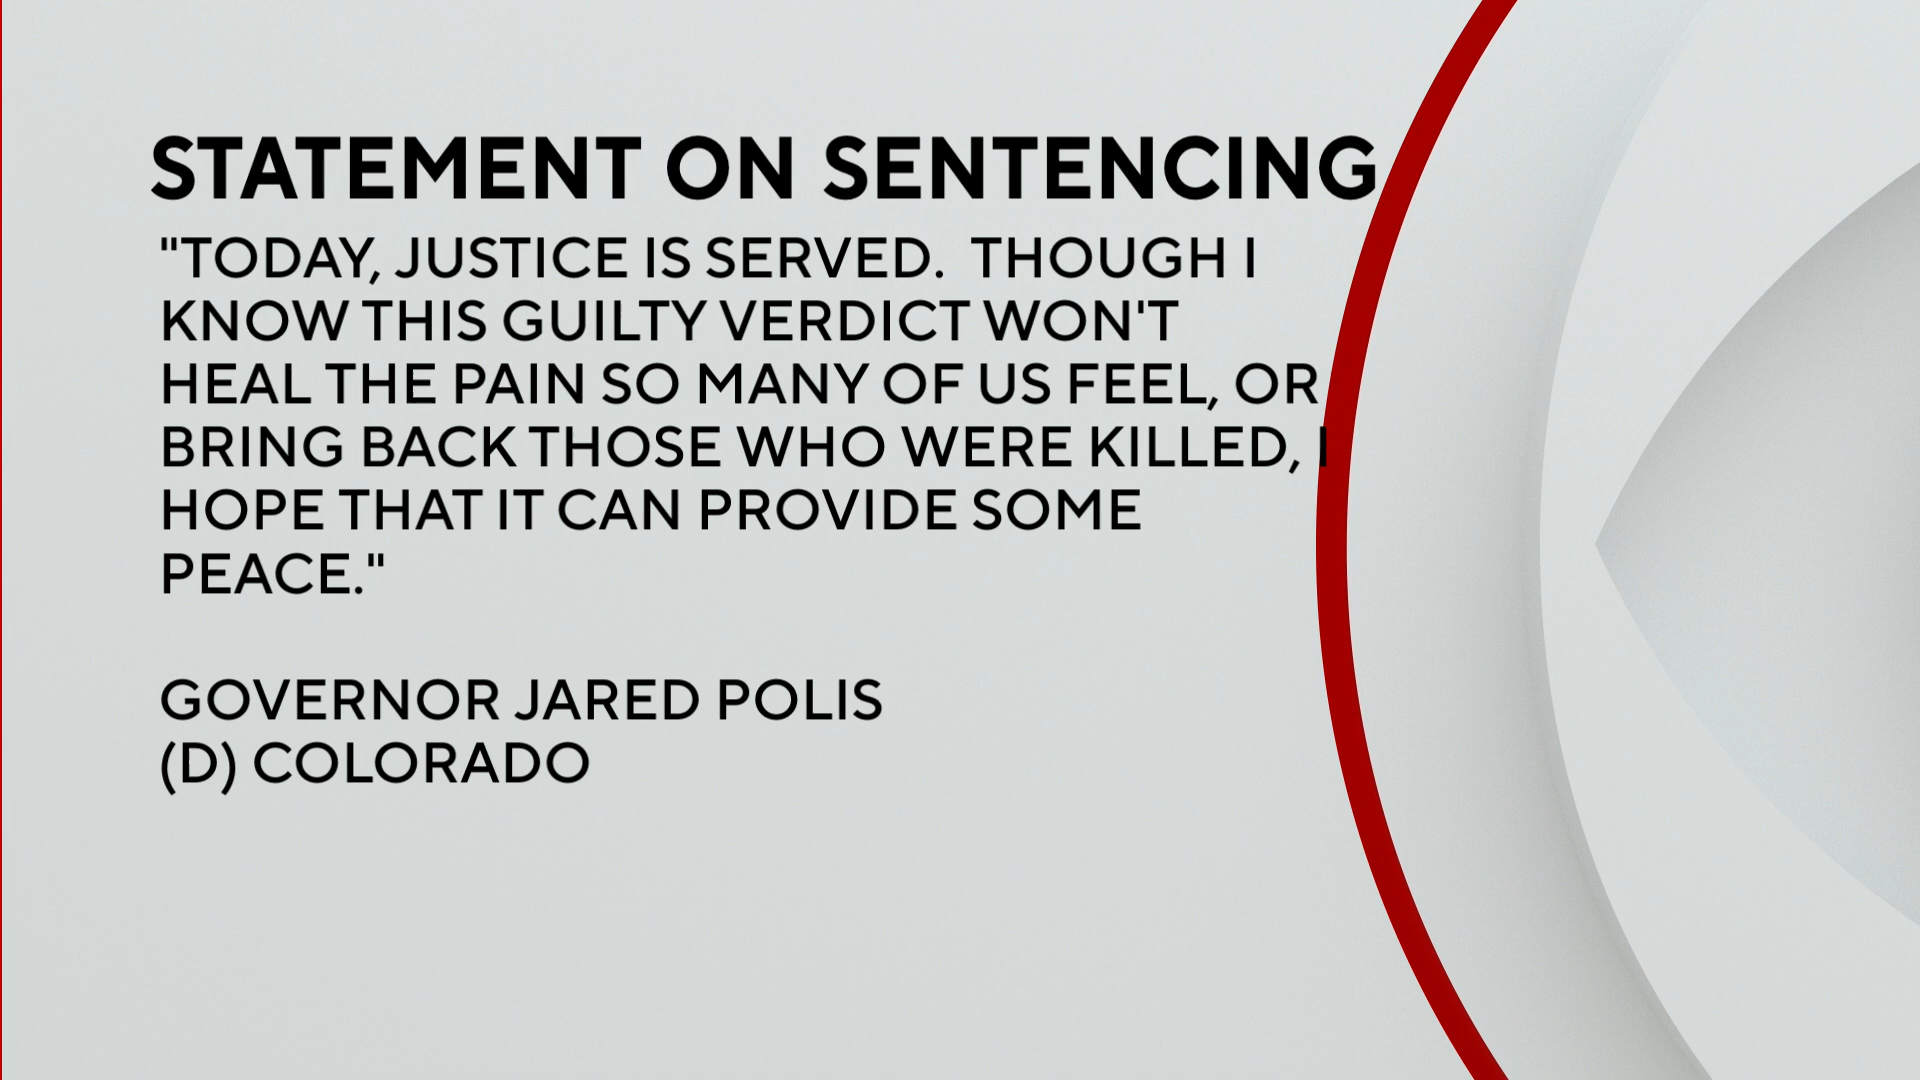 STATEMENT ON SENTENCING
"TODAY, JUSTICE IS SERVED.  THOUGH I
KNOW THIS GUILTY VERDICT WON'T
HEAL THE PAIN SO MANY OF US FEEL, OR
BRING BACK THOSE WHO WERE KILLED, I
HOPE THAT IT CAN PROVIDE SOME
PEACE."
GOVERNOR JARED POLIS
(D) COLORADO